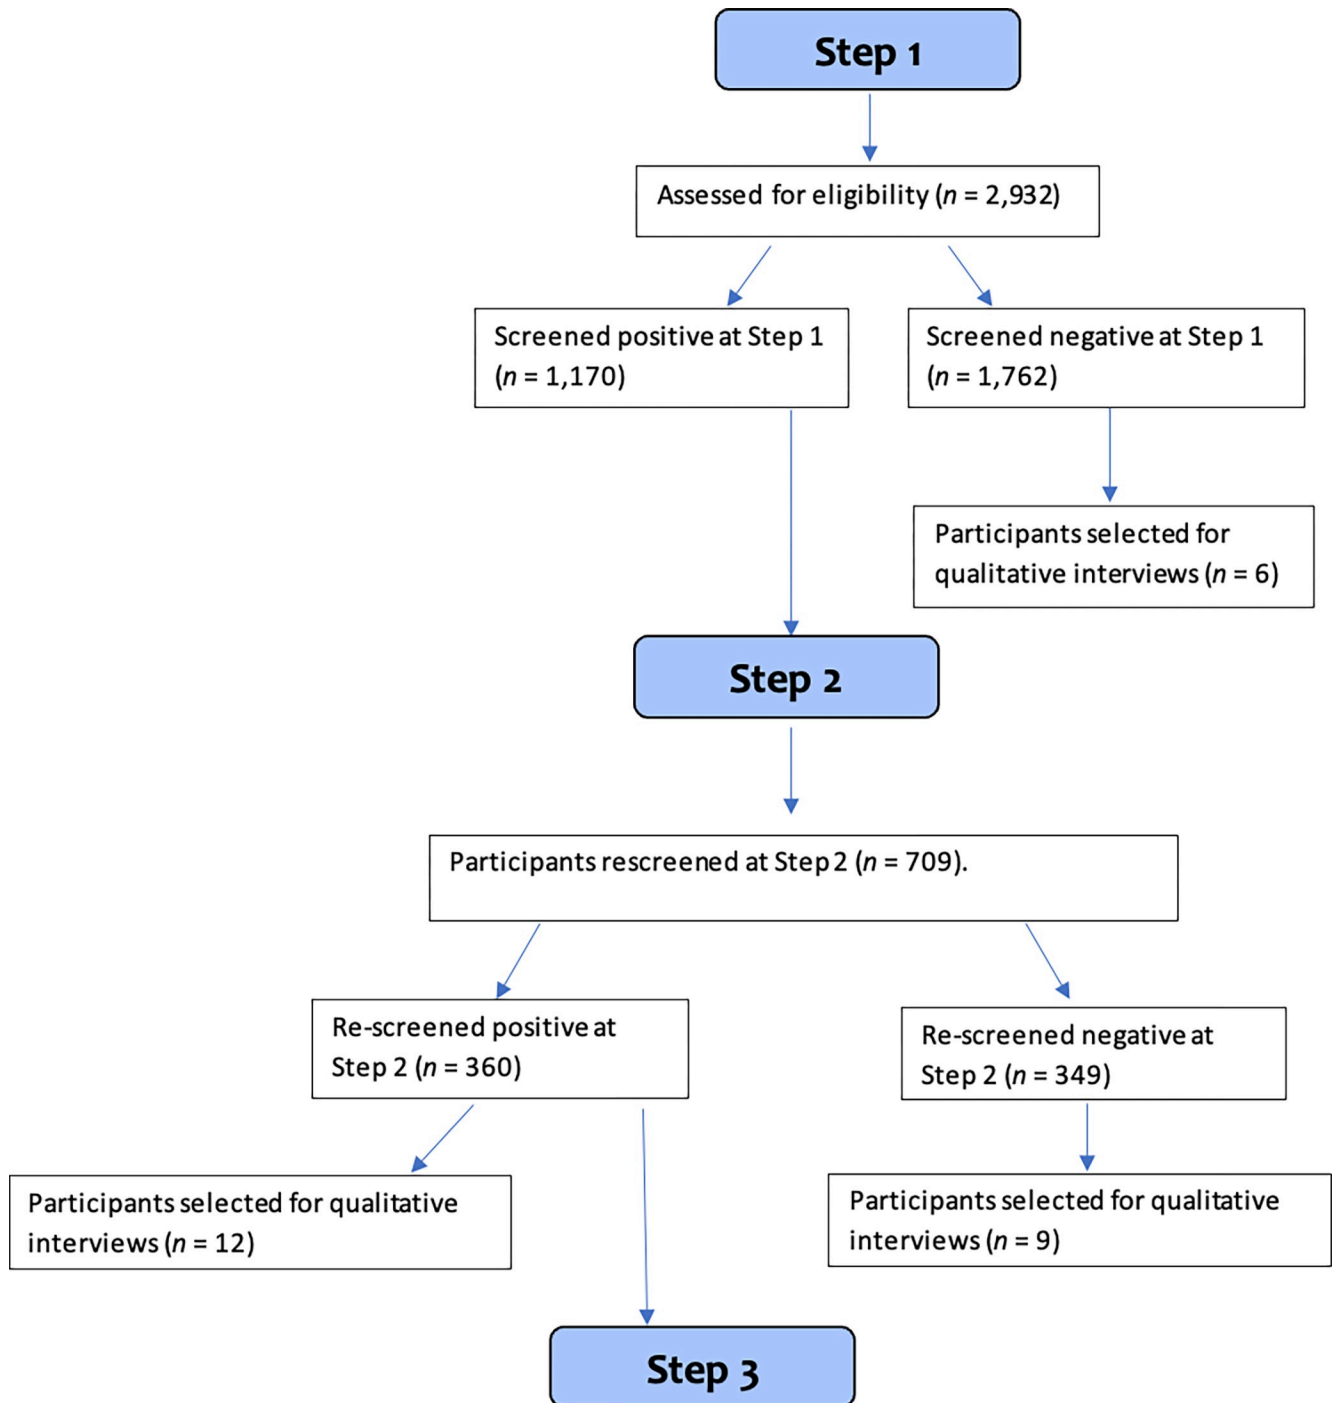 Step 1
Assessed for eligibility (n = 2,932)
Screened positive at Step 1
(n = 1,170)
Screened negative at Step 1
(n = 1,762)
Participants selected for
qualitative interviews (n = 6)
Step 2
Participants rescreened at Step 2 (n = 709).
Re-screened positive at
Step 2 (n = 360)
Re-screened negative at
Step 2 (n = 349)
Participants selected for qualitative
interviews (n = 12)
Participants selected for qualitative
interviews (n = 9)
Step 3